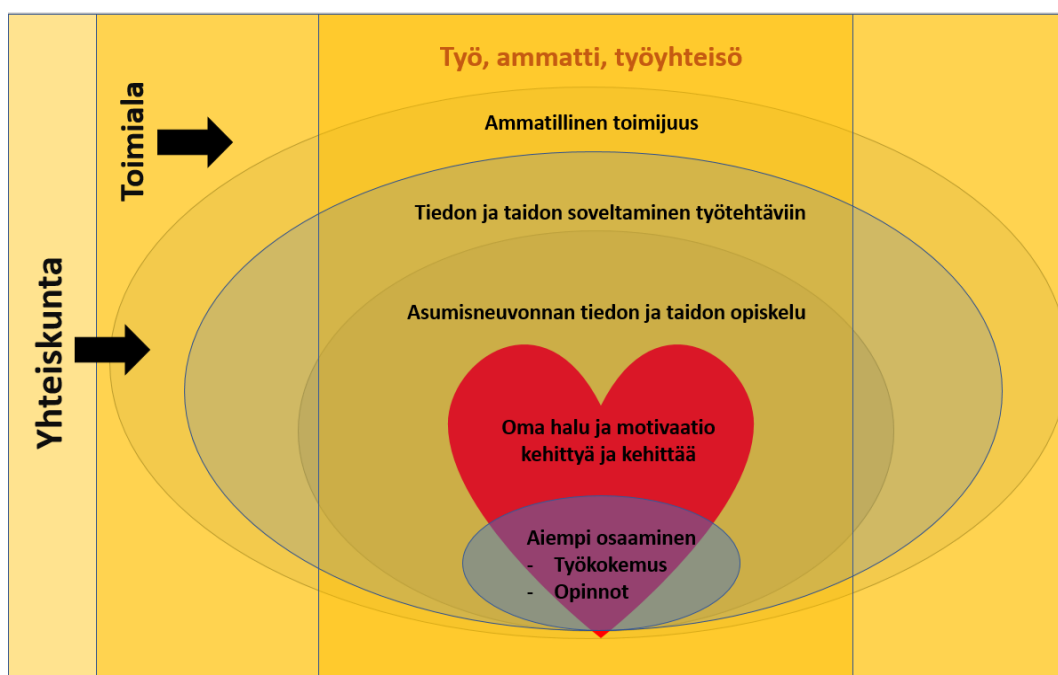 Yhteiskunta
Toimiala
Työ, ammatti, työyhteisö
Ammatillinen toimijuus
Tiedon ja taidon soveltaminen työtehtäviin
Asumisneuvonnan tiedon ja taidon opiskelu
Oma halu ja motivaatio
kehittyä ja kehittää
Aiempi osaaminen
- Työkokemus
- Opinnot